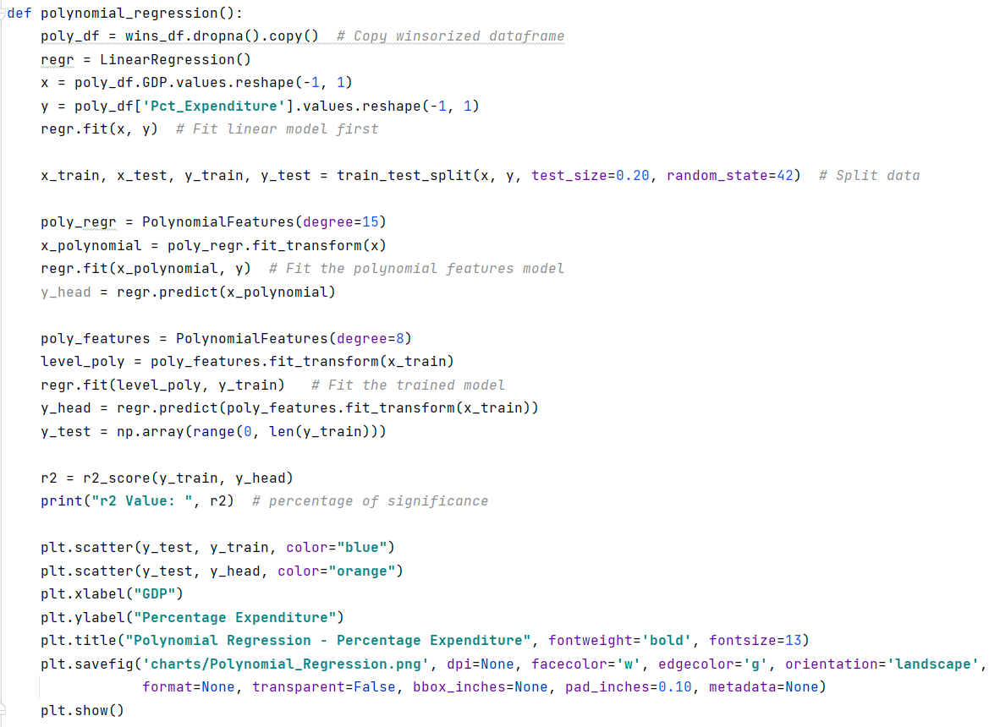 def polynomial_regression():
    poly_df = wins_df.dropna().copy()  # Copy winsorized dataframe
    regr = LinearRegression()
    x = poly_df.GDP.values.reshape(-1, 1)
    y = poly_df['Pct_Expenditure'].values.reshape(-1, 1)
    regr.fit(x, y)  # Fit linear model first

    x_train, x_test, y_train, y_test = train_test_split(x, y, test_size=0.20, random_state=42)  # Split data

    poly_regr = PolynomialFeatures(degree=15)
    x_polynomial = poly_regr.fit_transform(x)
    regr.fit(x_polynomial, y)  # Fit the polynomial features model
    y_head = regr.predict(x_polynomial)

    poly_features = PolynomialFeatures(degree=8)
    level_poly = poly_features.fit_transform(x_train)
    regr.fit(level_poly, y_train)   # Fit the trained model
    y_head = regr.predict(poly_features.fit_transform(x_train))
    y_test = np.array(range(0, len(y_train)))

    r2 = r2_score(y_train, y_head)
    print("r2 Value: ", r2)  # percentage of significance

    plt.scatter(y_test, y_train, color="blue")
    plt.scatter(y_test, y_head, color="orange")
    plt.xlabel("GDP")
    plt.ylabel("Percentage Expenditure")
    plt.title("Polynomial Regression - Percentage Expenditure", fontweight='bold', fontsize=13)
    plt.savefig('charts/Polynomial_Regression.png', dpi=None, facecolor='w', edgecolor='g', orientation='landscape',
                format=None, transparent=False, bbox_inches=None, pad_inches=0.10, metadata=None)
    plt.show()